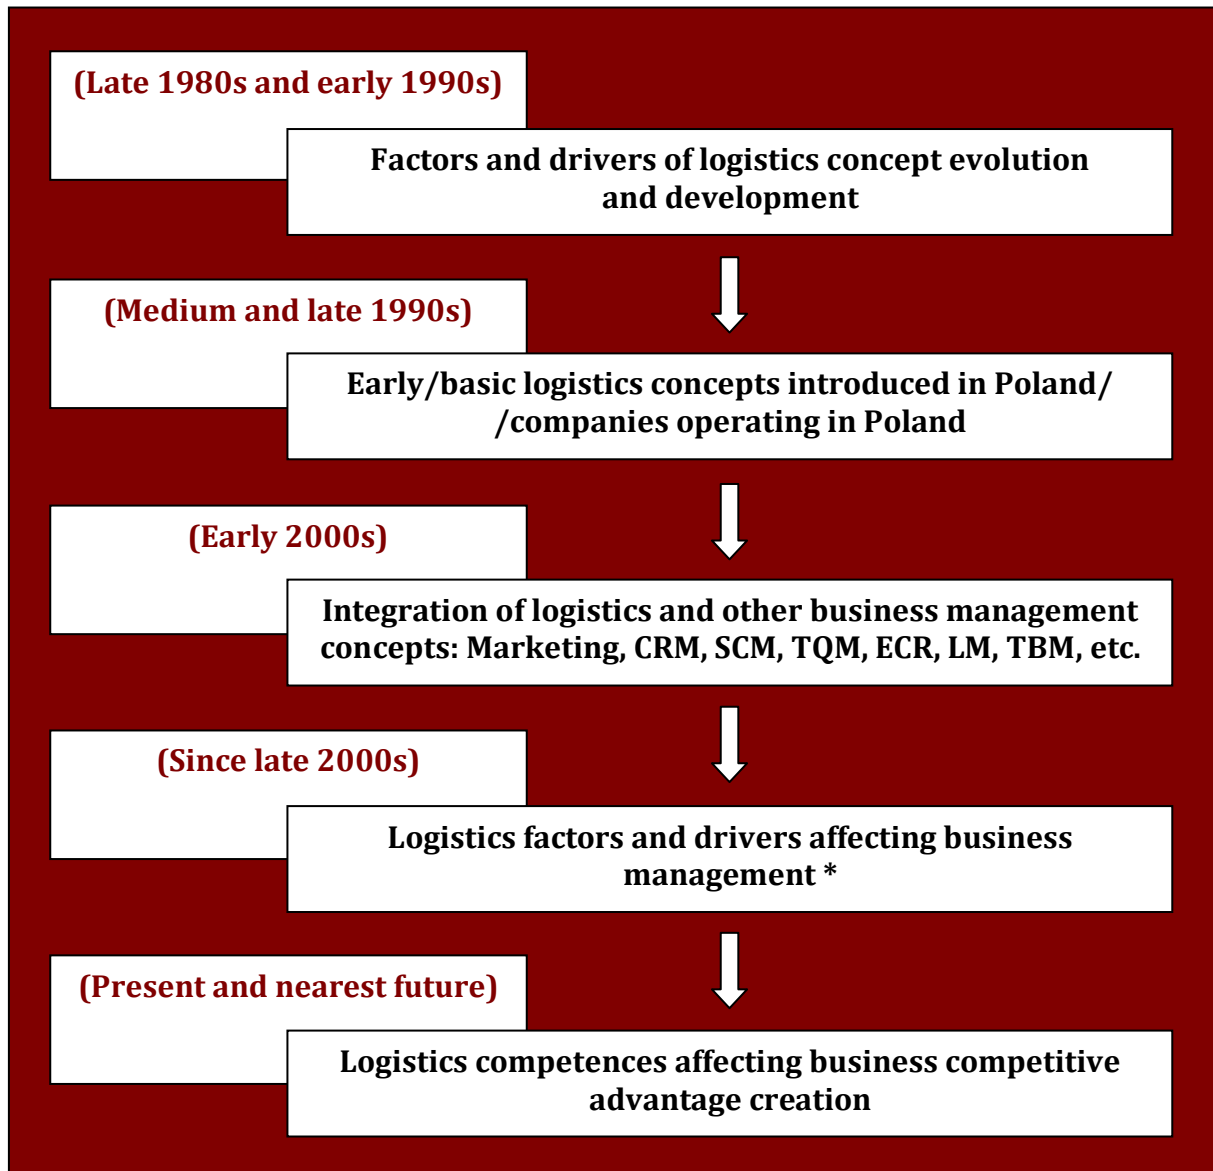 (Late 1980s and early 1990s)
Factors and drivers of logistics concept evolution
and development
(Medium and late 1990s)
Early/basic logistics concepts introduced in Poland/
/companies operating in Poland
(Early 2000s)
Integration of logistics and other business management
concepts: Marketing, CRM, SCM, TQM, ECR, LM, TBM, etc.
(Since late 2000s)
Logistics factors and drivers affecting business
management *
(Present and nearest future)
Logistics competences affecting business competitive
advantage creation